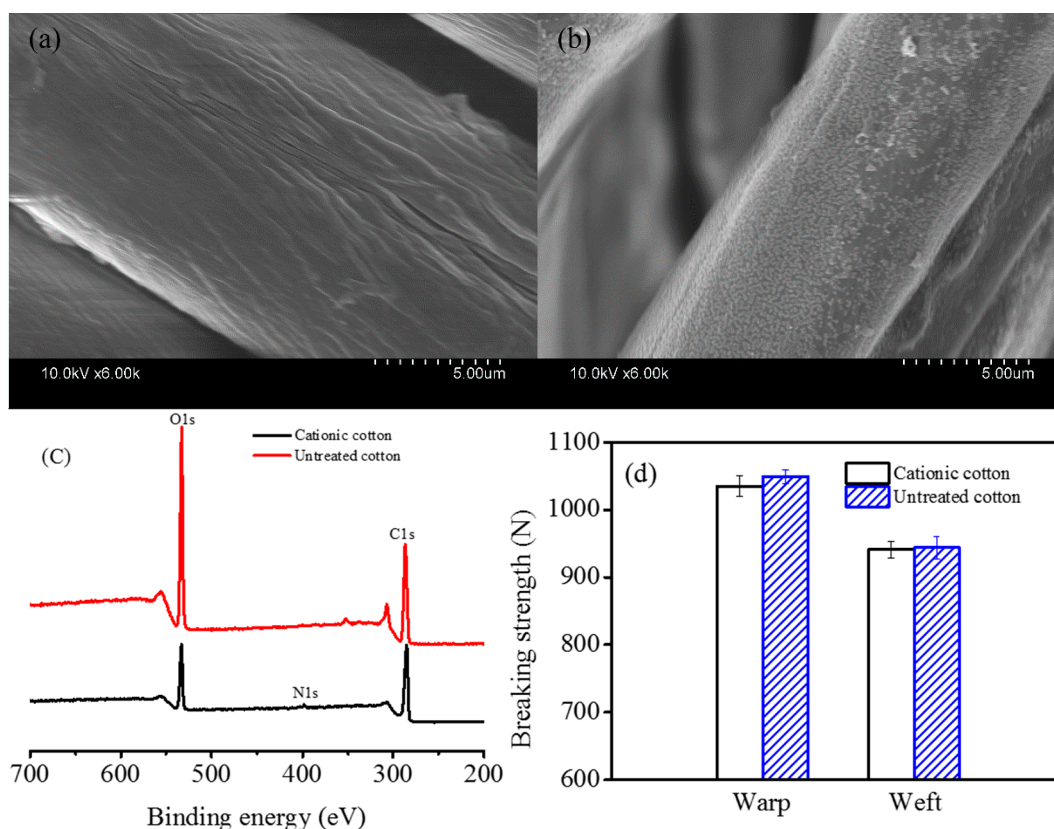 (a)
(b)
10.0kV x6.00k 5.00um
10.0kV x6.00k 5.00um
(C)
O1s
Cationic cotton
Untreated cotton
C1s
N1s
700 600 500 400 300 200
Binding energy (eV)
(d)
Cationic cotton
Untreated cotton
1100
1000
900
800
700
600
Breaking strength (N)
Warp Weft